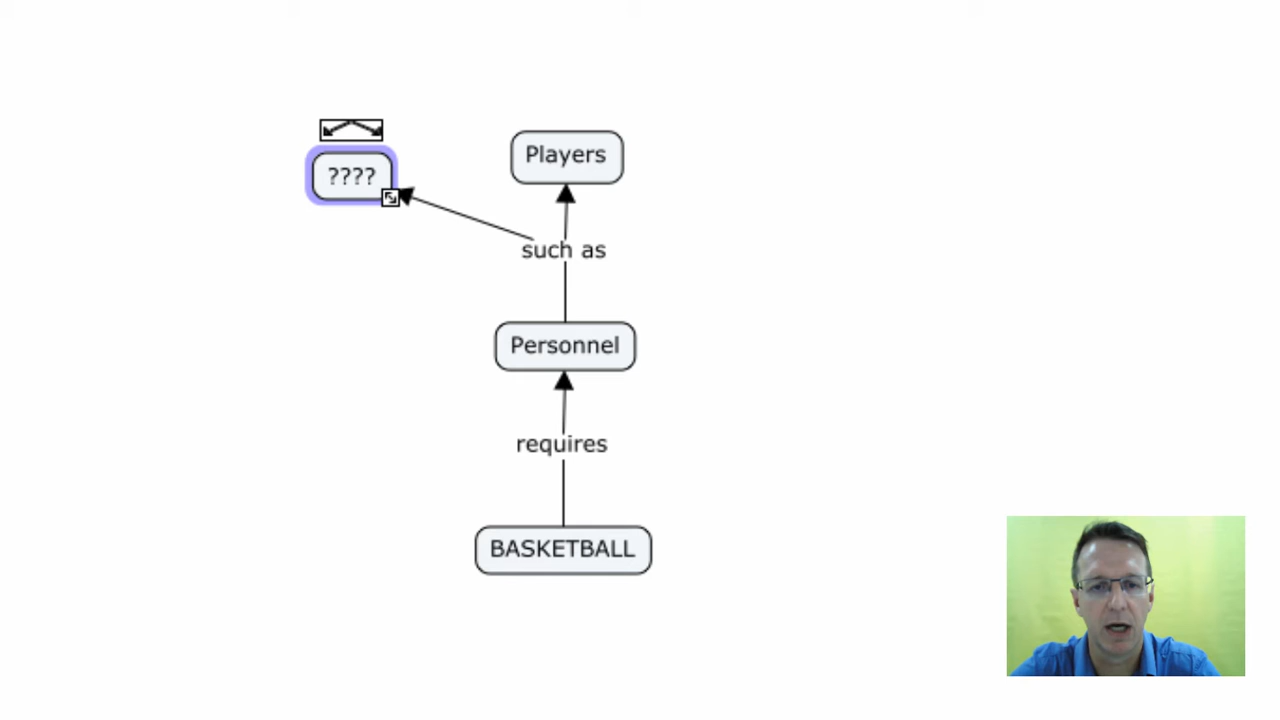 Players
????
such as
Personnel
requires
BASKETBALL